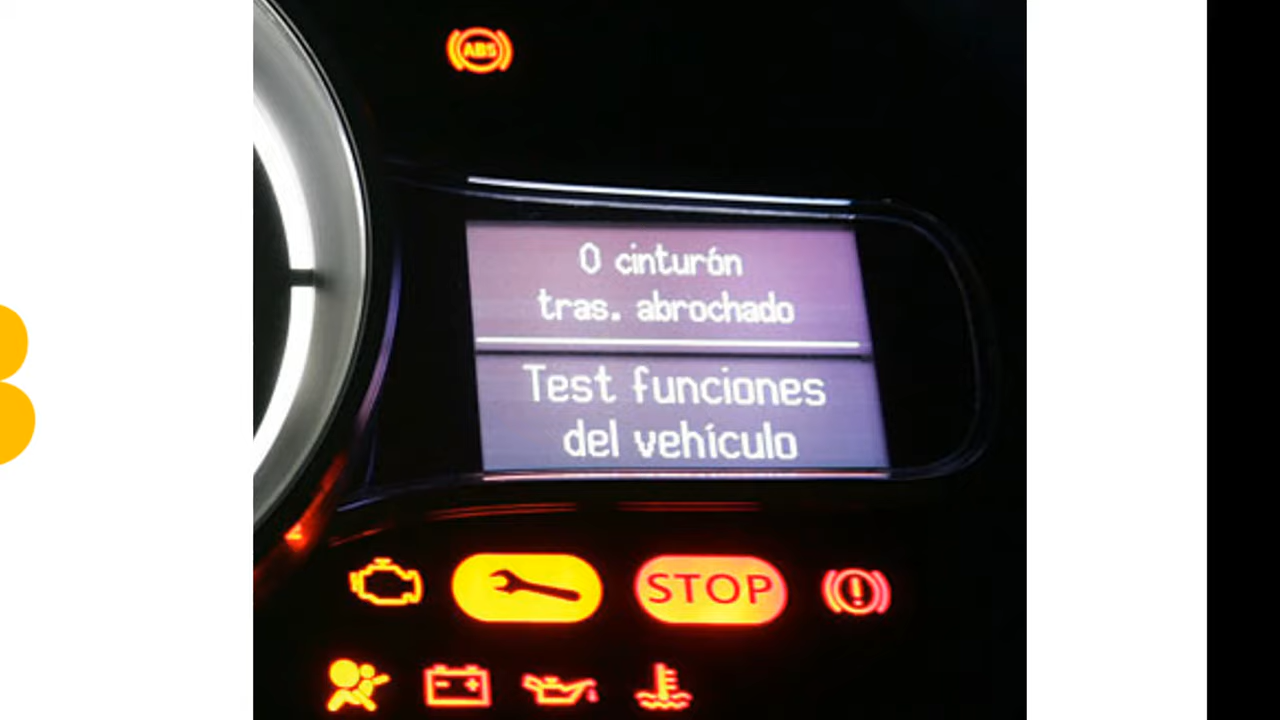 ABS
0 cinturón
tras. abrochado
Test funciones
del vehículo
STOP